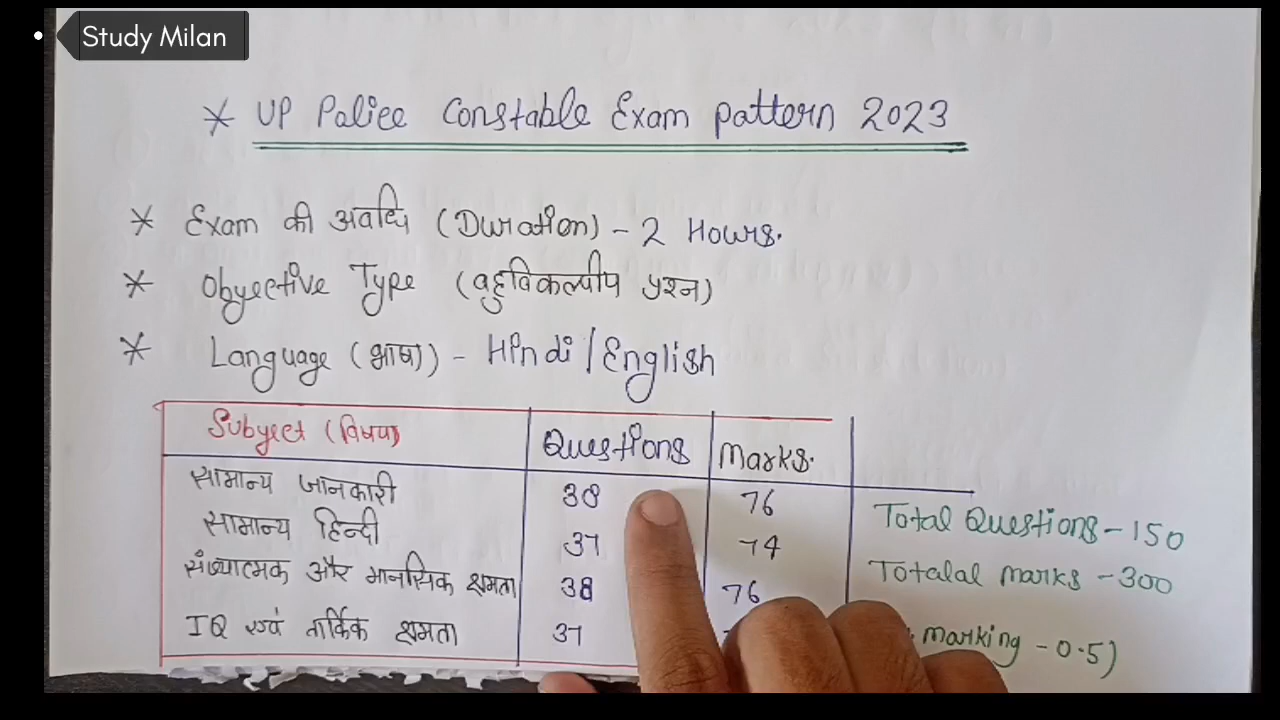 Study Milan
* UP Police Constable Exam pattern 2023
* Exam की अवधि (Duration) - 2 Hours.
* Obyective Type (बहुविकल्पीय प्रश्न)
* Language (भाषा) - Hindi / English
Subyect (विषय) Questions Marks.
सामान्य जानकारी 38 76
सामान्य हिन्दी 37 74
संख्यात्मक और मानसिक क्षमता 38 76
IQ एवं तार्किक क्षमता 37
Total Questions - 150
Totalal marks - 300
marking - 0.5)